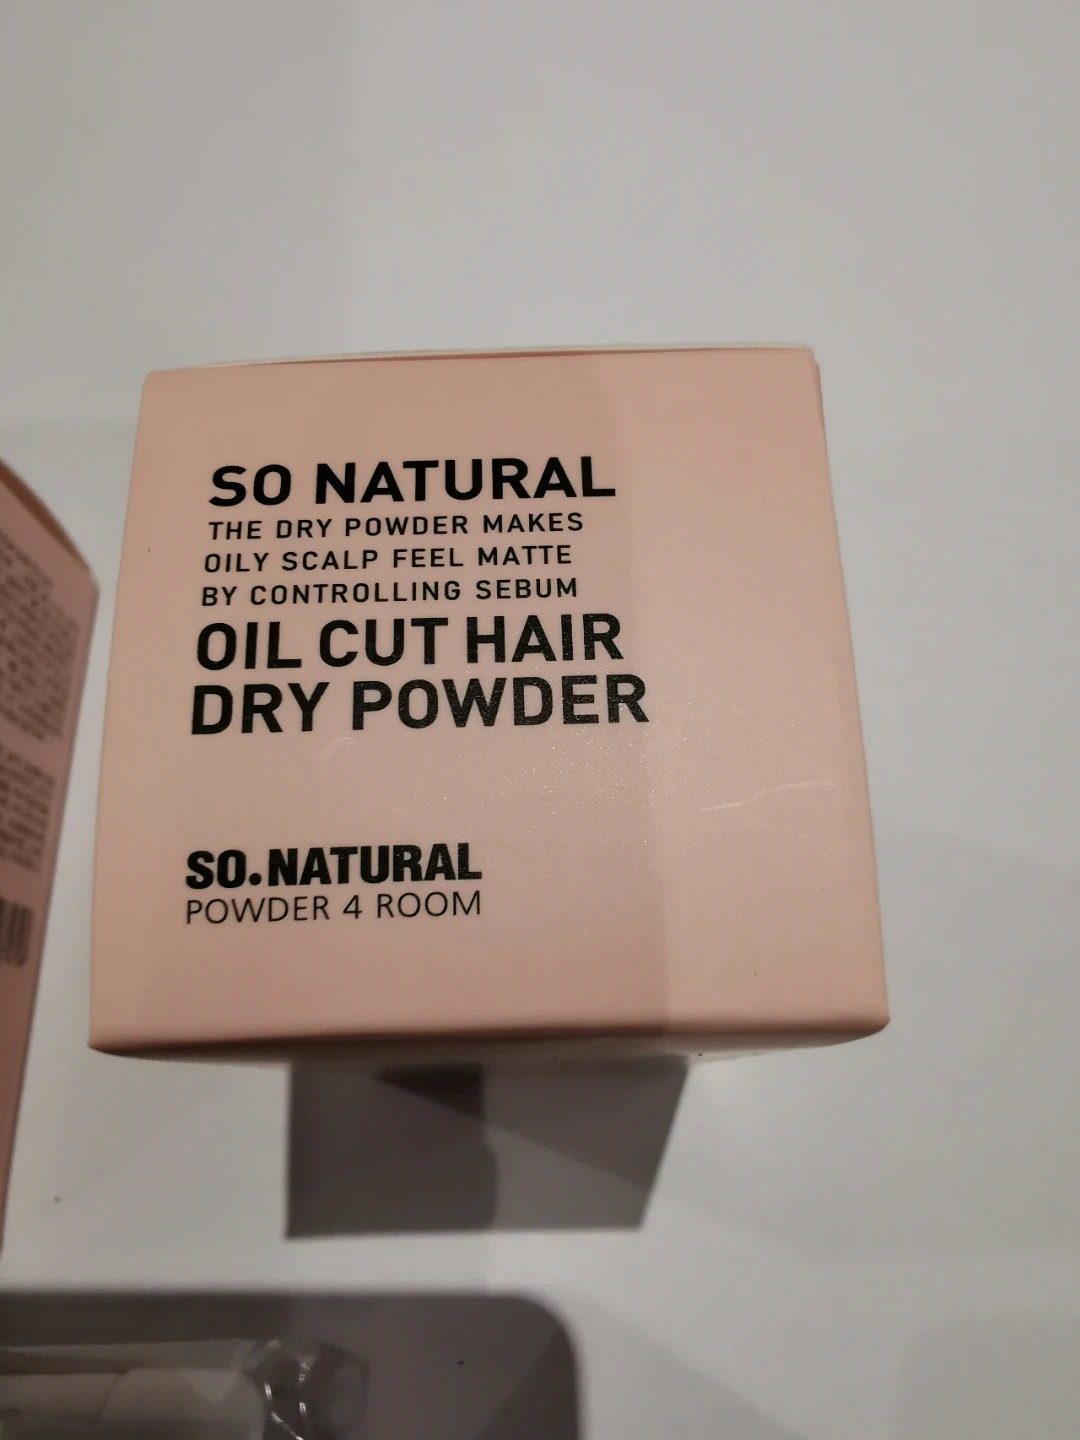 SO NATURAL
THE DRY POWDER MAKES
OILY SCALP FEEL MATTE
BY CONTROLLING SEBUM
OIL CUT HAIR
DRY POWDER
SO.NATURAL
POWDER 4 ROOM